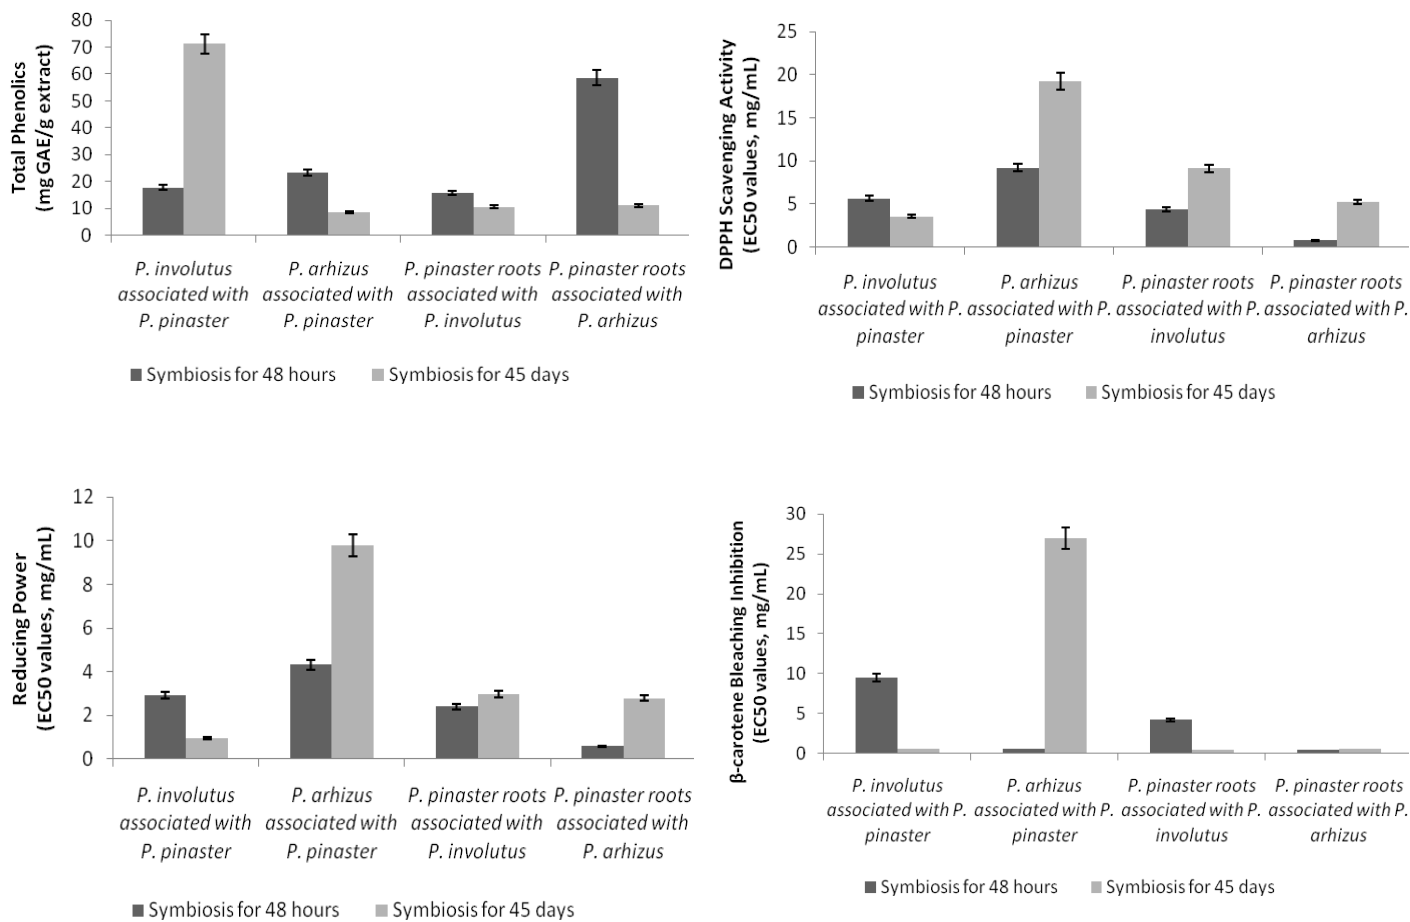 Total Phenolics
(mg GAE/g extract)
80
70
60
50
40
30
20
10
0
P. involutus
associated with
P. pinaster
P. arhizus
associated with
P. pinaster
P. pinaster roots
associated with
P. involutus
P. pinaster roots
associated with
P. arhizus
Symbiosis for 48 hours
Symbiosis for 45 days
DPPH Scavenging Activity
(EC50 values, mg/mL)
25
20
15
10
5
0
P. involutus
associated with P.
pinaster
P. arhizus
associated with P.
pinaster
P. pinaster roots
associated with P.
involutus
P. pinaster roots
associated with P.
arhizus
Symbiosis for 48 hours
Symbiosis for 45 days
Reducing Power
(EC50 values, mg/mL)
12
10
8
6
4
2
0
P. involutus
associated with
P. pinaster
P. arhizus
associated with
P. pinaster
P. pinaster roots
associated with
P. involutus
P. pinaster roots
associated with
P. arhizus
Symbiosis for 48 hours
Symbiosis for 45 days
β-carotene Bleaching Inhibition
(EC50 values, mg/mL)
30
25
20
15
10
5
0
P. involutus
associated with P.
pinaster
P. arhizus
associated with P.
pinaster
P. pinaster roots
associated with P.
involutus
P. pinaster roots
associated with P.
arhizus
Symbiosis for 48 hours
Symbiosis for 45 days